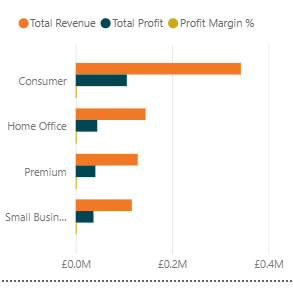 Total Revenue Total Profit Profit Margin %
Consumer
Home Office
Premium
Small Busin...
£0.0M £0.2M £0.4M